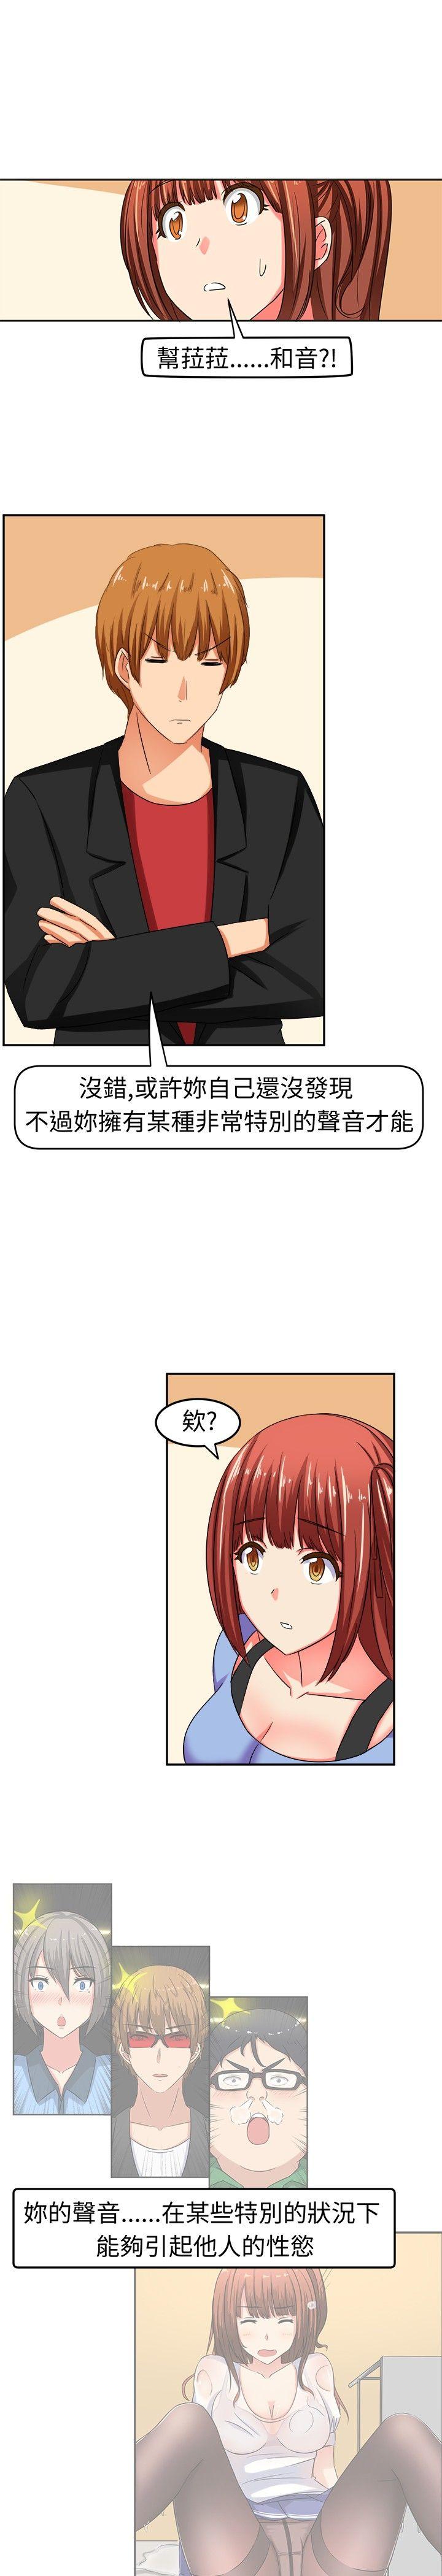 幫菈菈......和音?!
沒錯,或許妳自己還沒發現
不過妳擁有某種非常特別的聲音才能
欸?
妳的聲音......在某些特別的狀況下
能夠引起他人的性慾